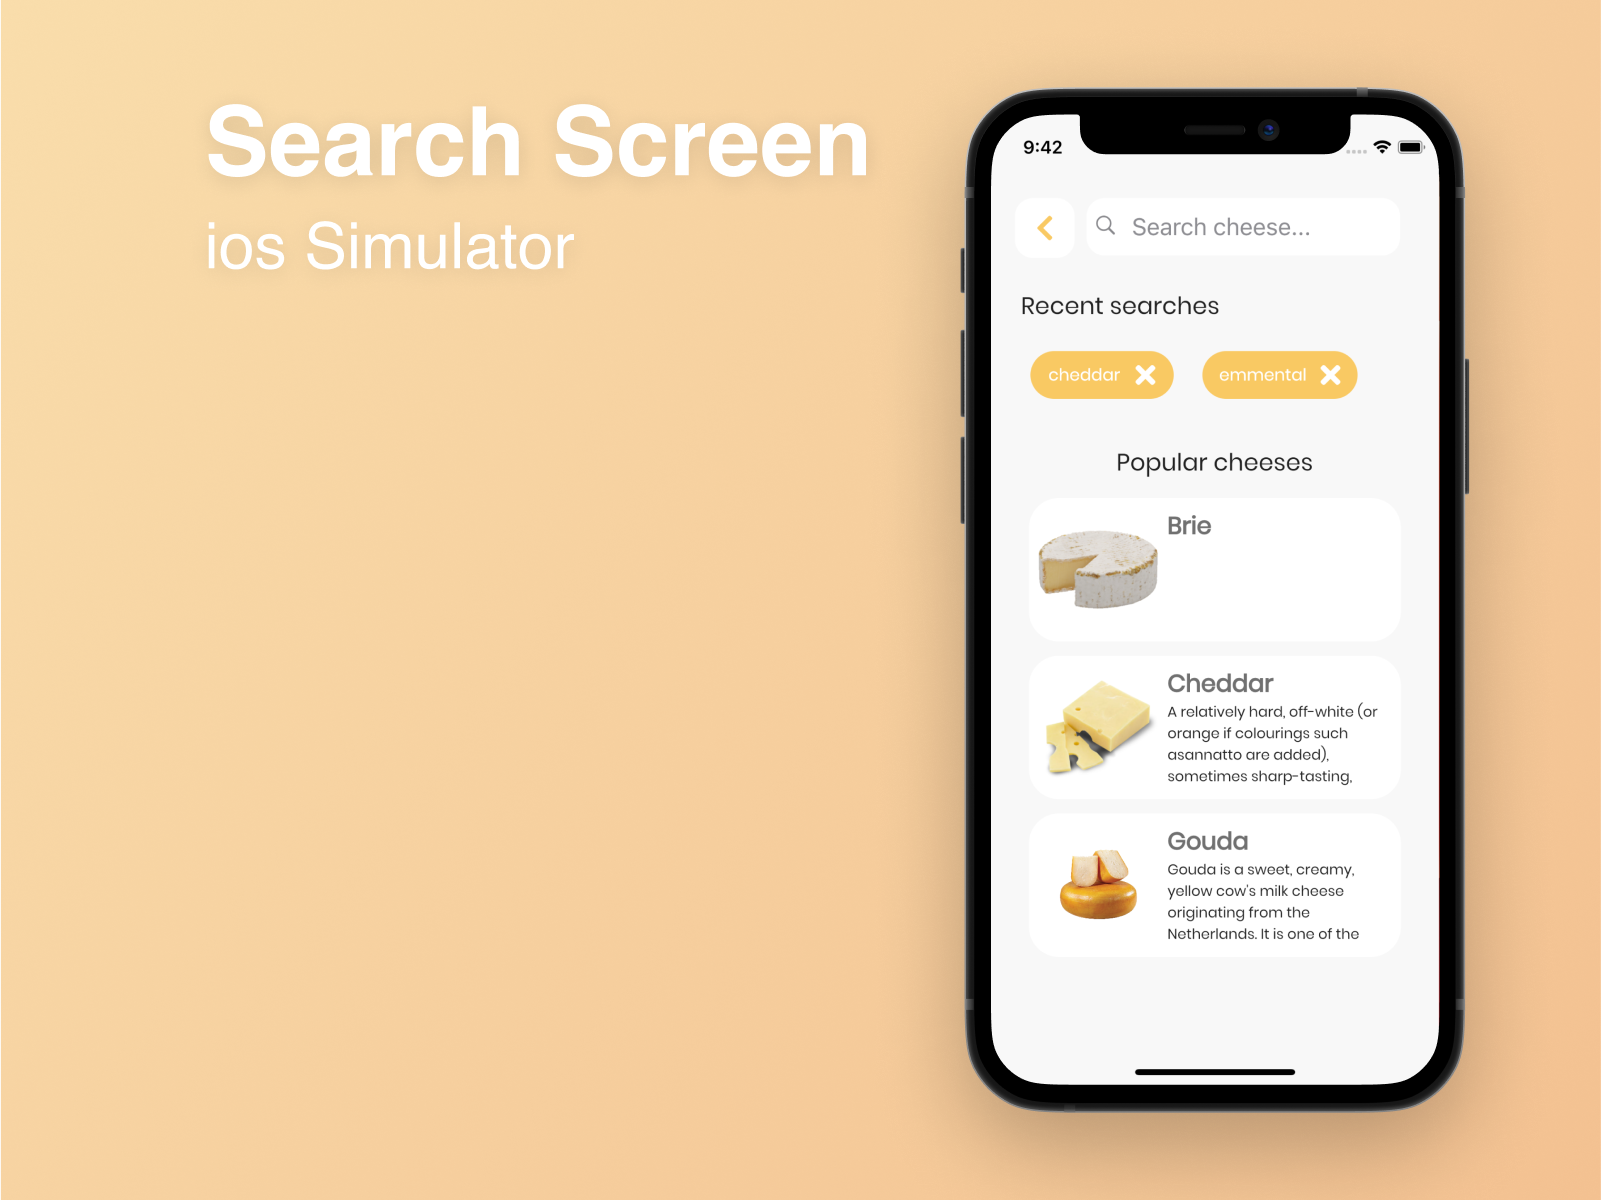 Search Screen
ios Simulator
9:42
Search cheese...
Recent searches
cheddar
emmental
Popular cheeses
Brie
Cheddar
A relatively hard, off-white (or
orange if colourings such
asannatto are added),
sometimes sharp-tasting,
Gouda
Gouda is a sweet, creamy,
yellow cow's milk cheese
originating from the
Netherlands. It is one of the